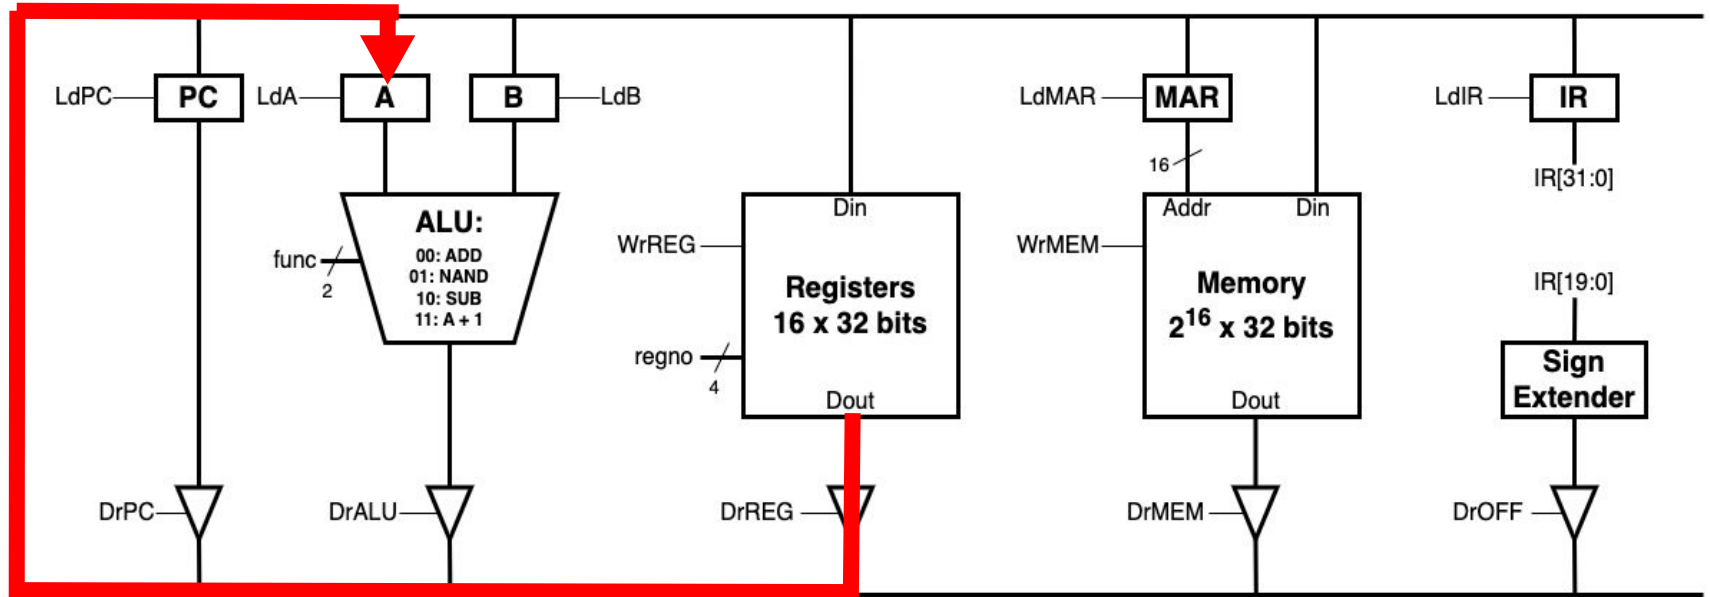 LdPC
PC
LdA
A
B
LdB
LdMAR
MAR
LdIR
IR
16
IR[31:0]
ALU:
00: ADD
01: NAND
10: SUB
11: A + 1
func
2
Din
WrREG
Registers
16 x 32 bits
regno
4
Dout
Addr
Din
WrMEM
Memory
2^16 x 32 bits
Dout
IR[19:0]
Sign
Extender
DrPC
DrALU
DrREG
DrMEM
DrOFF